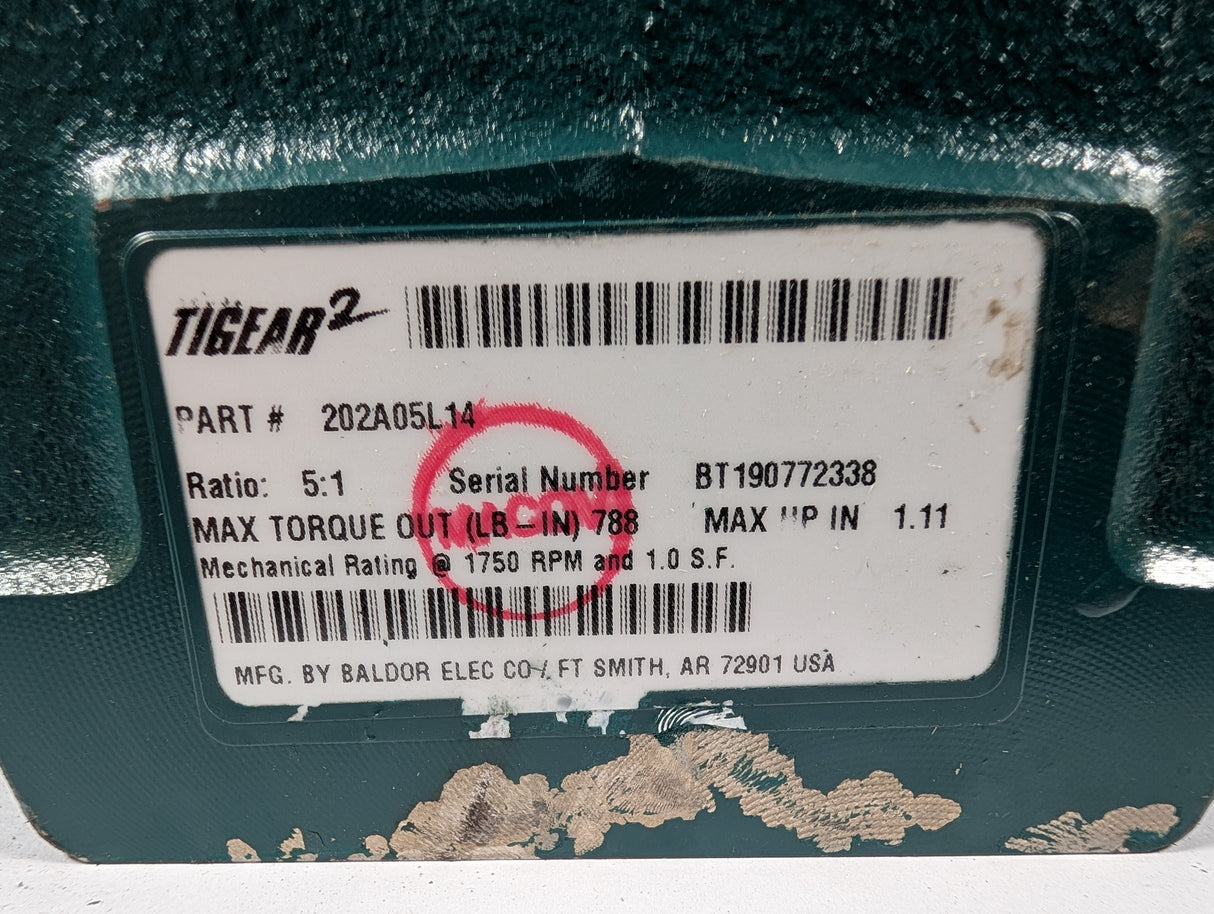 TIGEAR2
PART # 202A05L14
Ratio: 5:1 Serial Number BT190772338
MAX TORQUE OUT (LB-IN) 788 MAX HP IN 1.11
Mechanical Rating @ 1750 RPM and 1.0 S.F.
MFG. BY BALDOR ELEC CO / FT SMITH, AR 72901 USA